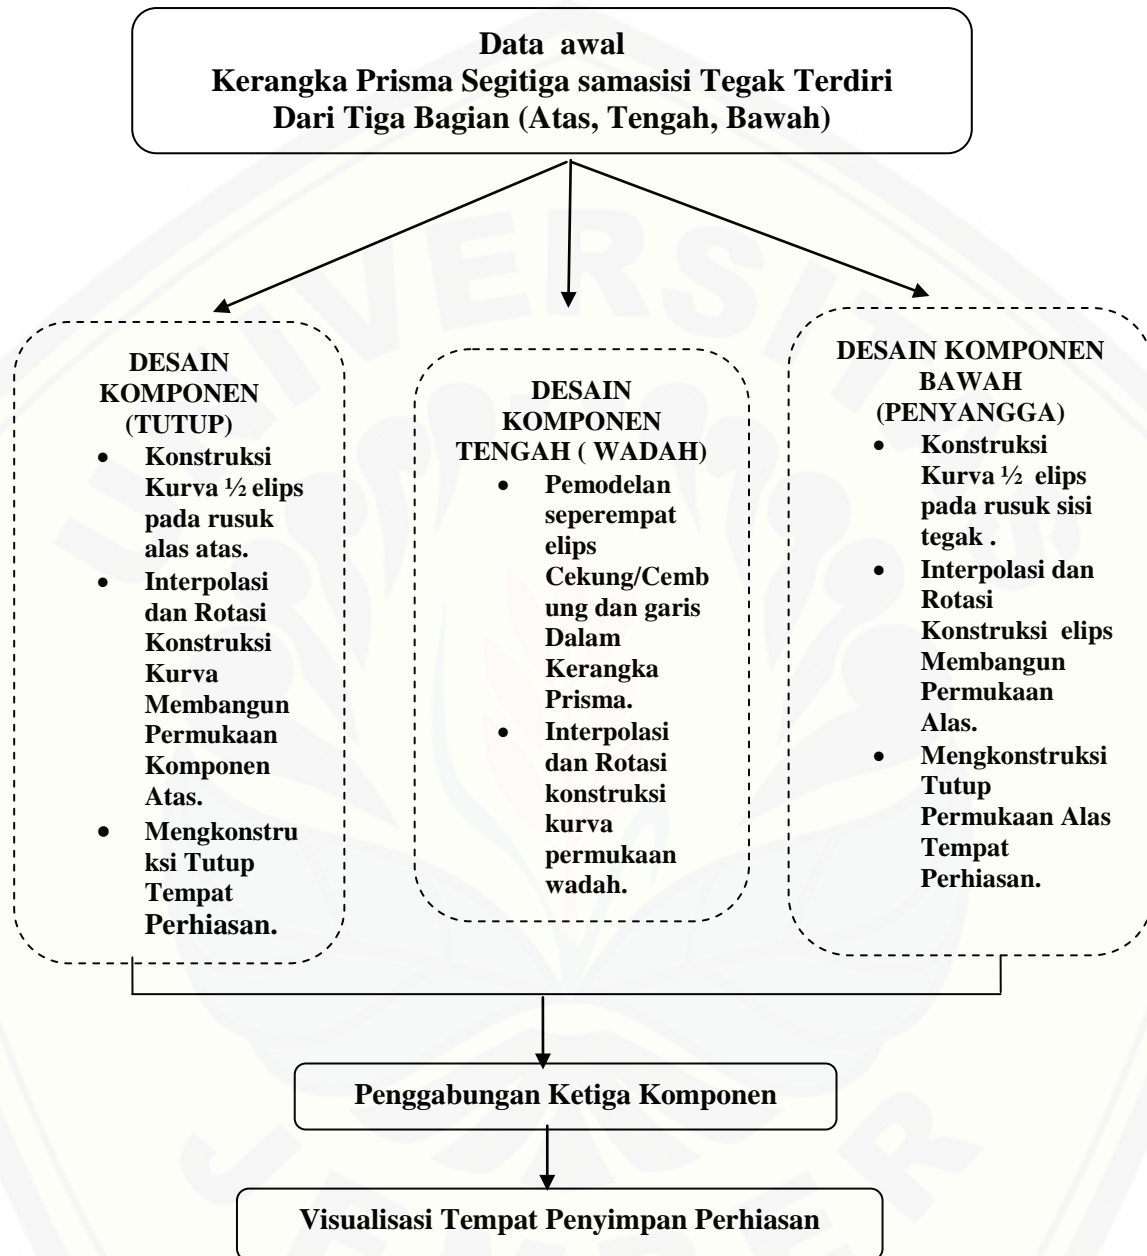 Data awal
Kerangka Prisma Segitiga samasisi Tegak Terdiri
Dari Tiga Bagian (Atas, Tengah, Bawah)
DESAIN
KOMPONEN
(TUTUP)
• Konstruksi
Kurva ½ elips
pada rusuk
alas atas.
• Interpolasi
dan Rotasi
Konstruksi
Kurva
Membangun
Permukaan
Komponen
Atas.
• Mengkonstru
ksi Tutup
Tempat
Perhiasan.
DESAIN
KOMPONEN
TENGAH ( WADAH)
• Pemodelan
seperempat
elips
Cekung/Cemb
ung dan garis
Dalam
Kerangka
Prisma.
• Interpolasi
dan Rotasi
konstruksi
kurva
permukaan
wadah.
DESAIN KOMPONEN
BAWAH
(PENYANGGA)
• Konstruksi
Kurva ½ elips
pada rusuk sisi
tegak .
• Interpolasi dan
Rotasi
Konstruksi elips
Membangun
Permukaan
Alas.
• Mengkonstruksi
Tutup
Permukaan Alas
Tempat
Perhiasan.
Penggabungan Ketiga Komponen
Visualisasi Tempat Penyimpan Perhiasan
UNIVERSITAS
JEMBER